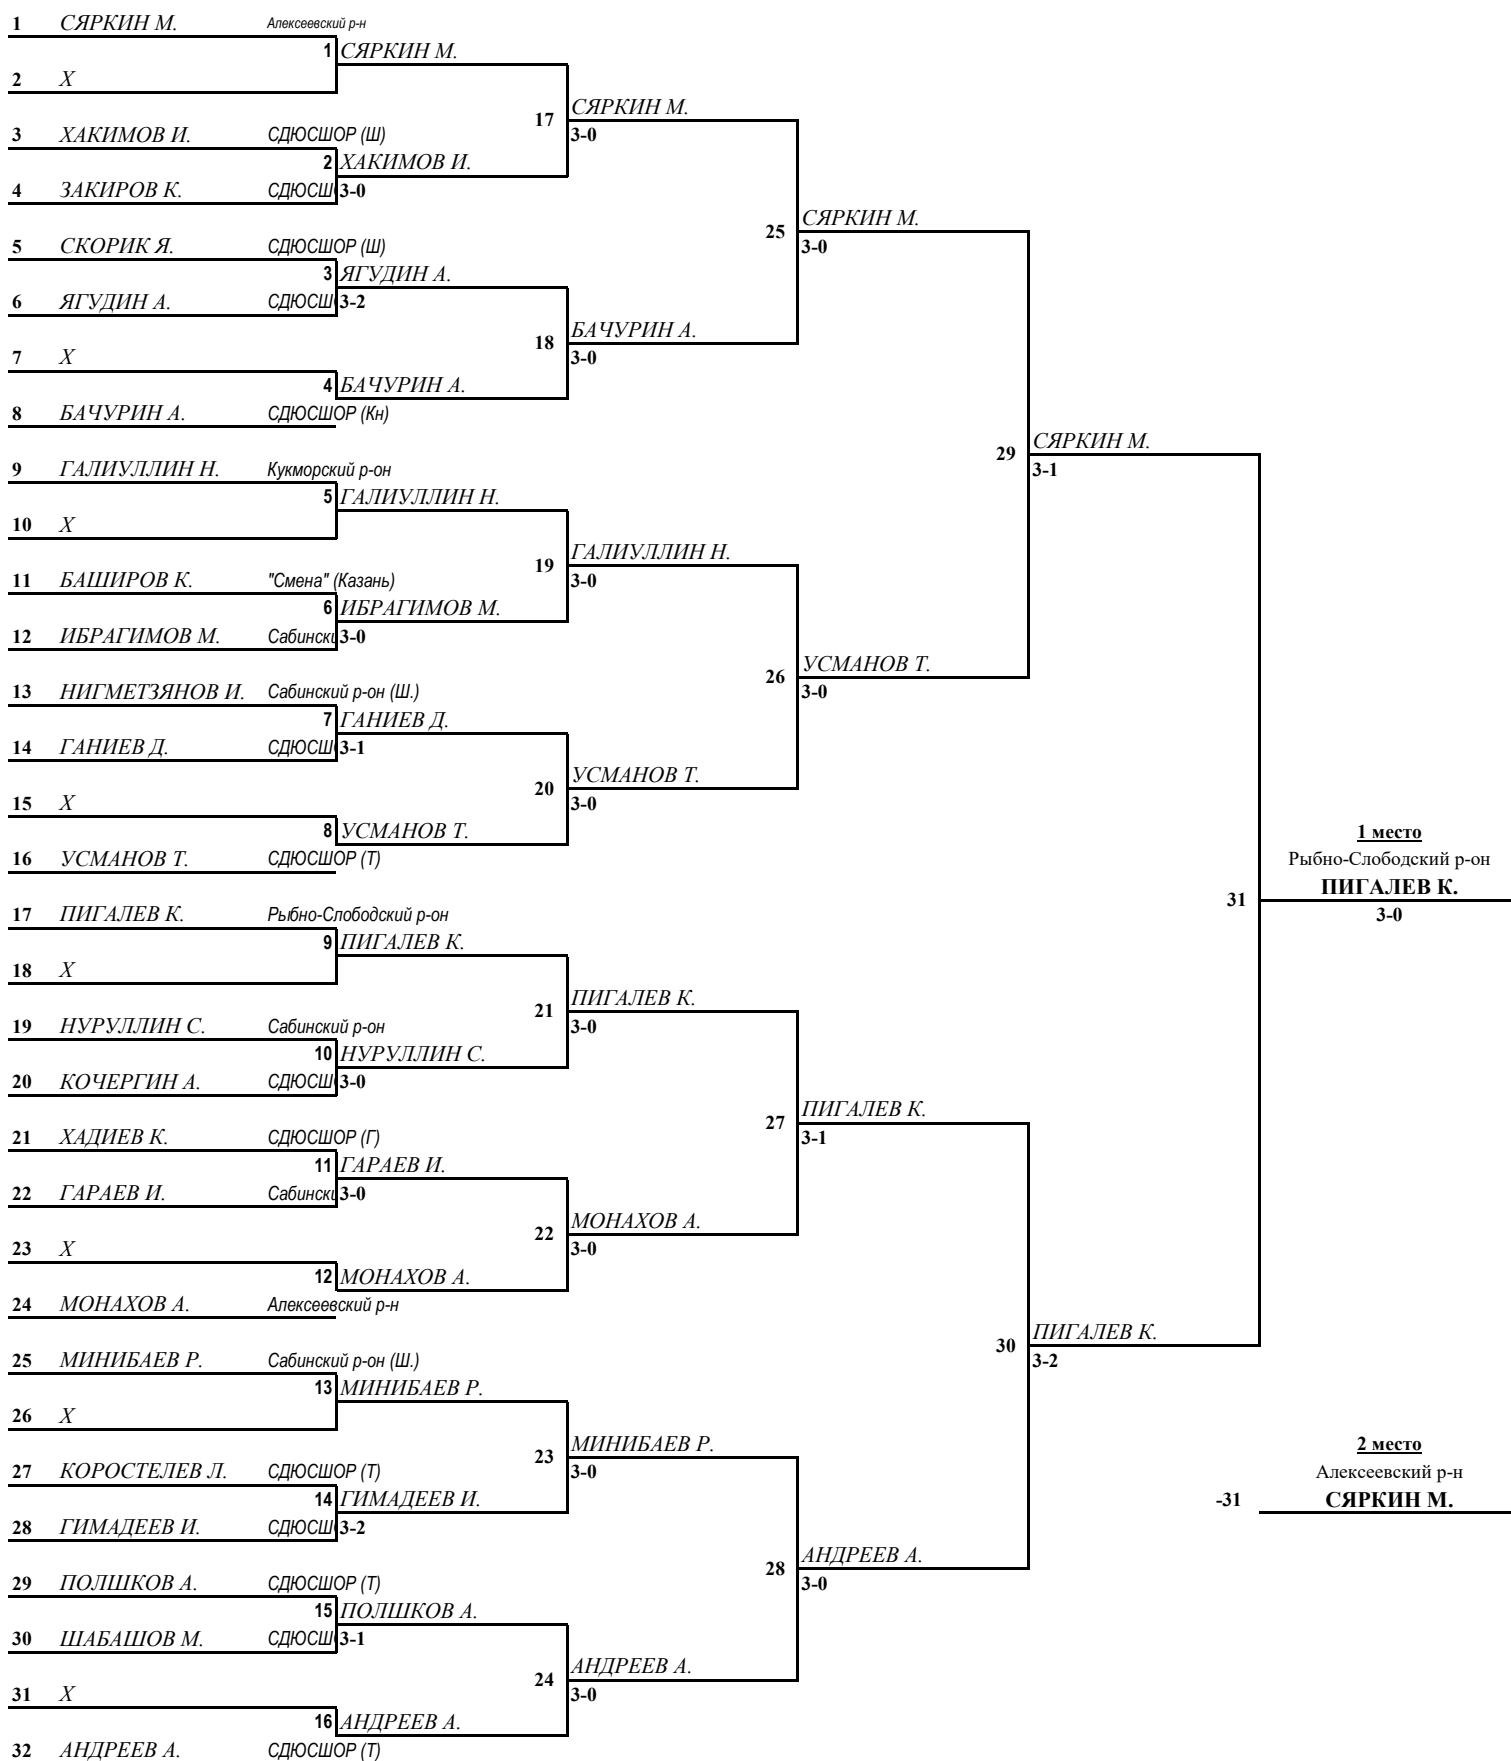 1 СЯРКИН М. Алексеевский р-н
1 СЯРКИН М.
2 Х
17 СЯРКИН М.
3-0
3 ХАКИМОВ И. СДЮСШОР (Ш)
2 ХАКИМОВ И.
4 ЗАКИРОВ К. СДЮСШ 3-0
25 СЯРКИН М.
3-0
5 СКОРИК Я. СДЮСШОР (Ш)
3 ЯГУДИН А.
6 ЯГУДИН А. СДЮСШ 3-2
18 БАЧУРИН А.
3-0
7 Х
4 БАЧУРИН А.
8 БАЧУРИН А. СДЮСШОР (Кн)
29 СЯРКИН М.
3-1
9 ГАЛИУЛЛИН Н. Кукморский р-он
5 ГАЛИУЛЛИН Н.
10 Х
19 ГАЛИУЛЛИН Н.
3-0
11 БАШИРОВ К. "Смена" (Казань)
6 ИБРАГИМОВ М.
12 ИБРАГИМОВ М. Сабински 3-0
26 УСМАНОВ Т.
3-0
13 НИГМЕТЗЯНОВ И. Сабинский р-он (Ш.)
7 ГАНИЕВ Д.
14 ГАНИЕВ Д. СДЮСШ 3-1
20 УСМАНОВ Т.
3-0
15 Х
8 УСМАНОВ Т.
16 УСМАНОВ Т. СДЮСШОР (Т)
1 место
Рыбно-Слободский р-он
31 ПИГАЛЕВ К.
3-0
17 ПИГАЛЕВ К. Рыбно-Слободский р-он
9 ПИГАЛЕВ К.
18 Х
21 ПИГАЛЕВ К.
3-0
19 НУРУЛЛИН С. Сабинский р-он
10 НУРУЛЛИН С.
20 КОЧЕРГИН А. СДЮСШ 3-0
27 ПИГАЛЕВ К.
3-1
21 ХАДИЕВ К. СДЮСШОР (Г)
11 ГАРАЕВ И.
22 ГАРАЕВ И. Сабински 3-0
22 МОНАХОВ А.
3-0
23 Х
12 МОНАХОВ А.
24 МОНАХОВ А. Алексеевский р-н
30 ПИГАЛЕВ К.
3-2
25 МИНИБАЕВ Р. Сабинский р-он (Ш.)
13 МИНИБАЕВ Р.
26 Х
23 МИНИБАЕВ Р.
3-0
2 место
Алексеевский р-н
-31 СЯРКИН М.
27 КОРОСТЕЛЕВ Л. СДЮСШОР (Т)
14 ГИМАДЕЕВ И.
28 ГИМАДЕЕВ И. СДЮСШ 3-2
28 АНДРЕЕВ А.
3-0
29 ПОЛШКОВ А. СДЮСШОР (Т)
15 ПОЛШКОВ А.
30 ШАБАШОВ М. СДЮСШ 3-1
24 АНДРЕЕВ А.
3-0
31 Х
16 АНДРЕЕВ А.
32 АНДРЕЕВ А. СДЮСШОР (Т)